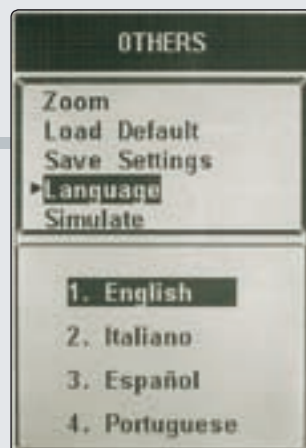 OTHERS
Zoom
Load Default
Save Settings
Language
Simulate
1. English
2. Italiano
3. Español
4. Portuguese